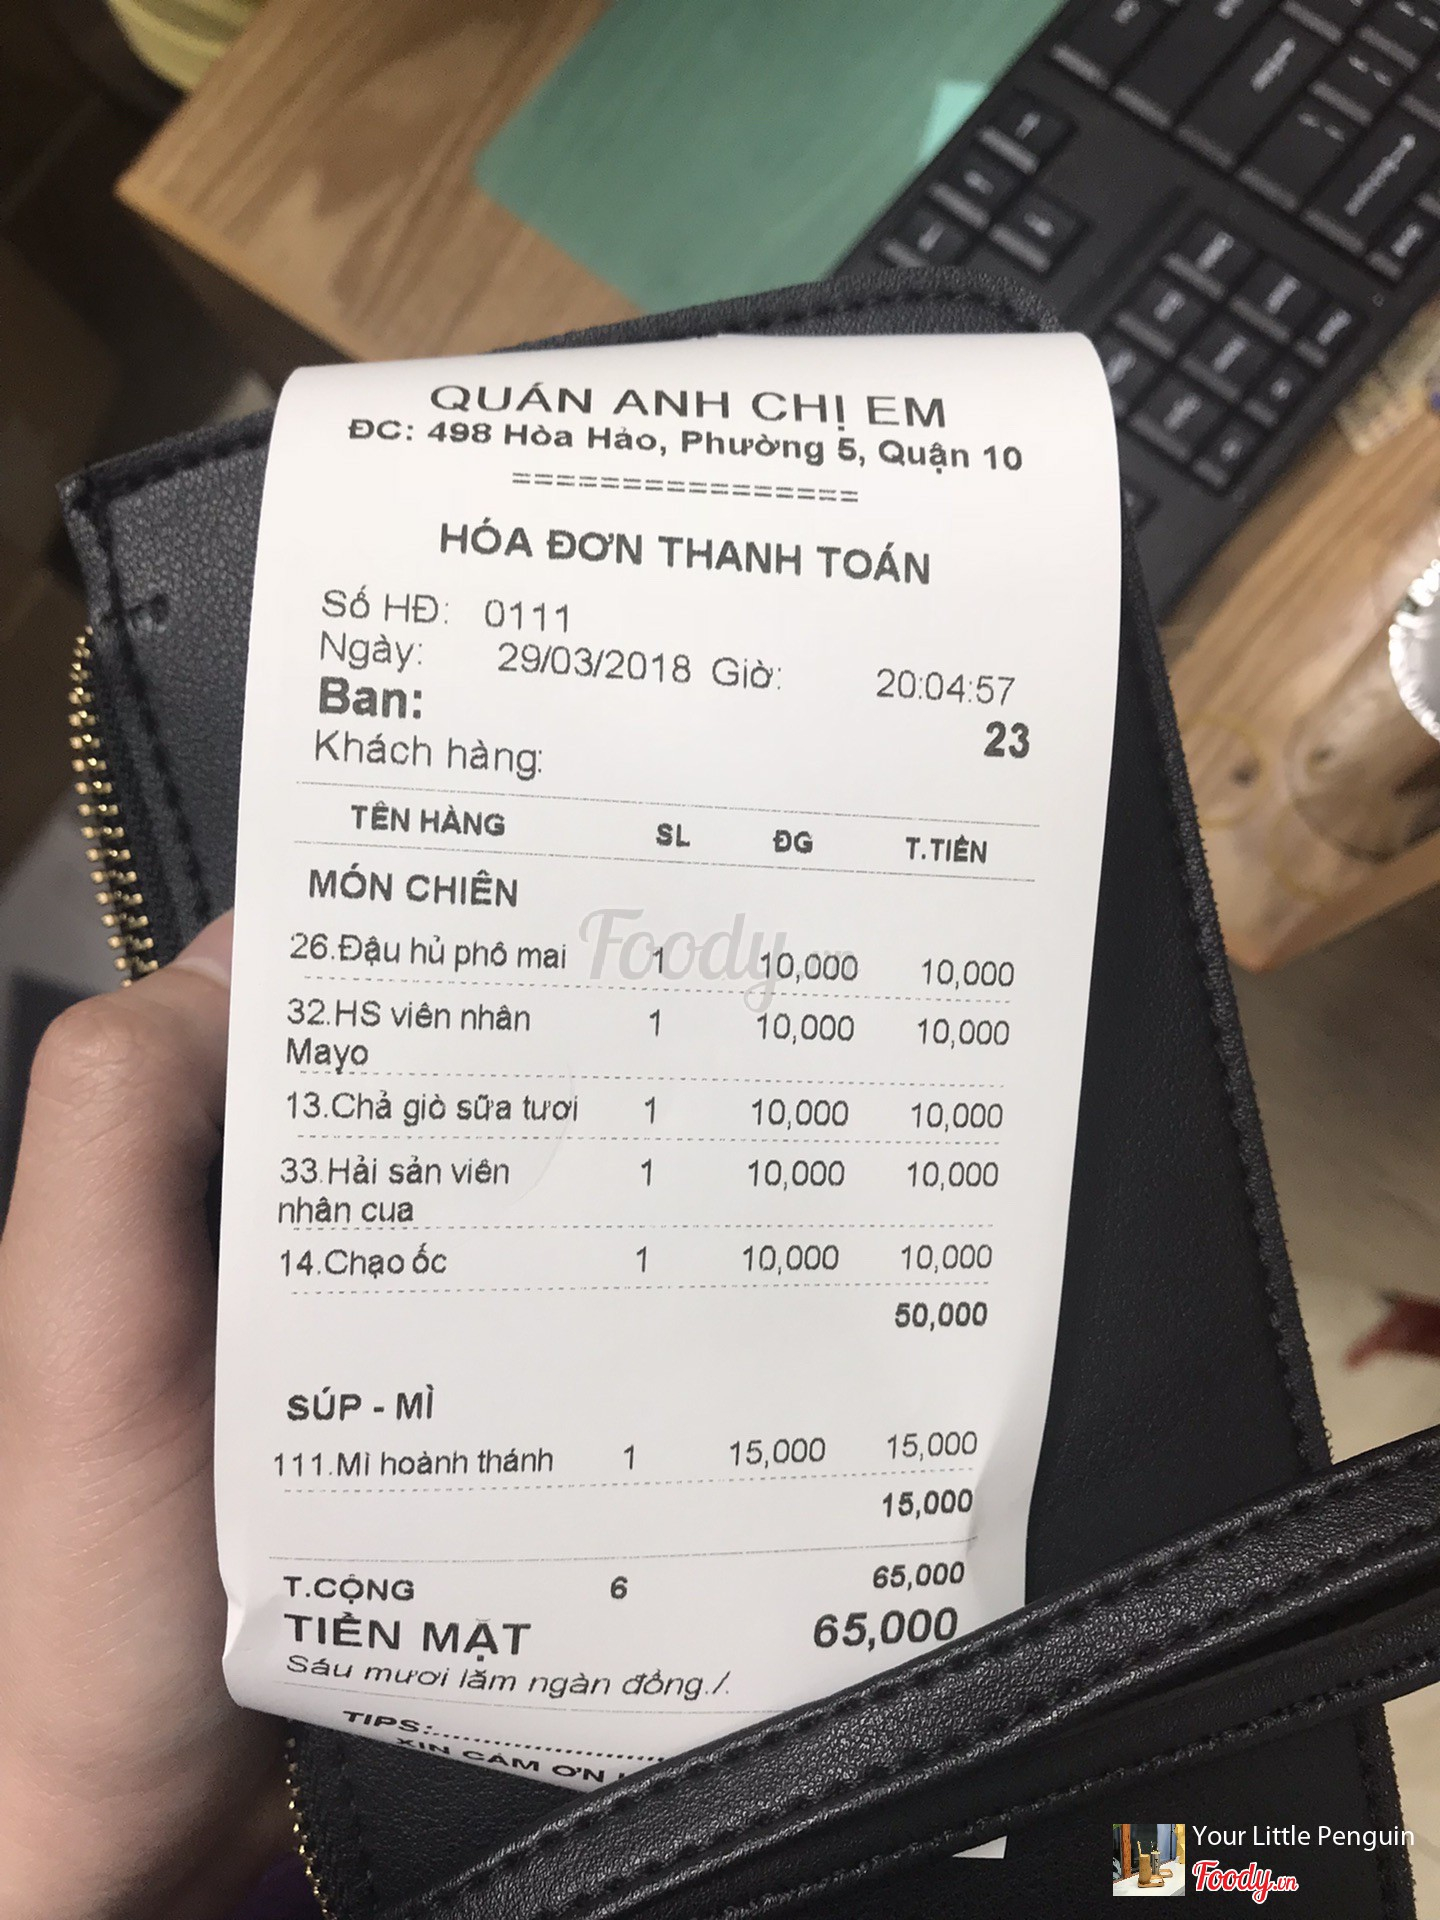 QUÁN ANH CHỊ EM
ĐC: 498 Hòa Hảo, Phường 5, Quận 10
================
HÓA ĐƠN THANH TOÁN
Số HĐ: 0111
Ngày: 29/03/2018 Giờ: 20:04:57
Ban: 23
Khách hàng:
TÊN HÀNG SL ĐG T.TIỀN
MÓN CHIÊN
26.Đậu hủ phô mai 1 10,000 10,000
32.HS viên nhân 1 10,000 10,000
Mayo
13.Chả giò sữa tươi 1 10,000 10,000
33.Hải sản viên 1 10,000 10,000
nhân cua
14.Chạo ốc 1 10,000 10,000
50,000
SÚP - MÌ
111.Mì hoành thánh 1 15,000 15,000
15,000
T.CỘNG 6 65,000
TIỀN MẶT 65,000
Sáu mươi lăm ngàn đồng./.
TIPS:........................
XIN CÁM ƠN
Foody.vn
Your Little Penguin
Foody.vn